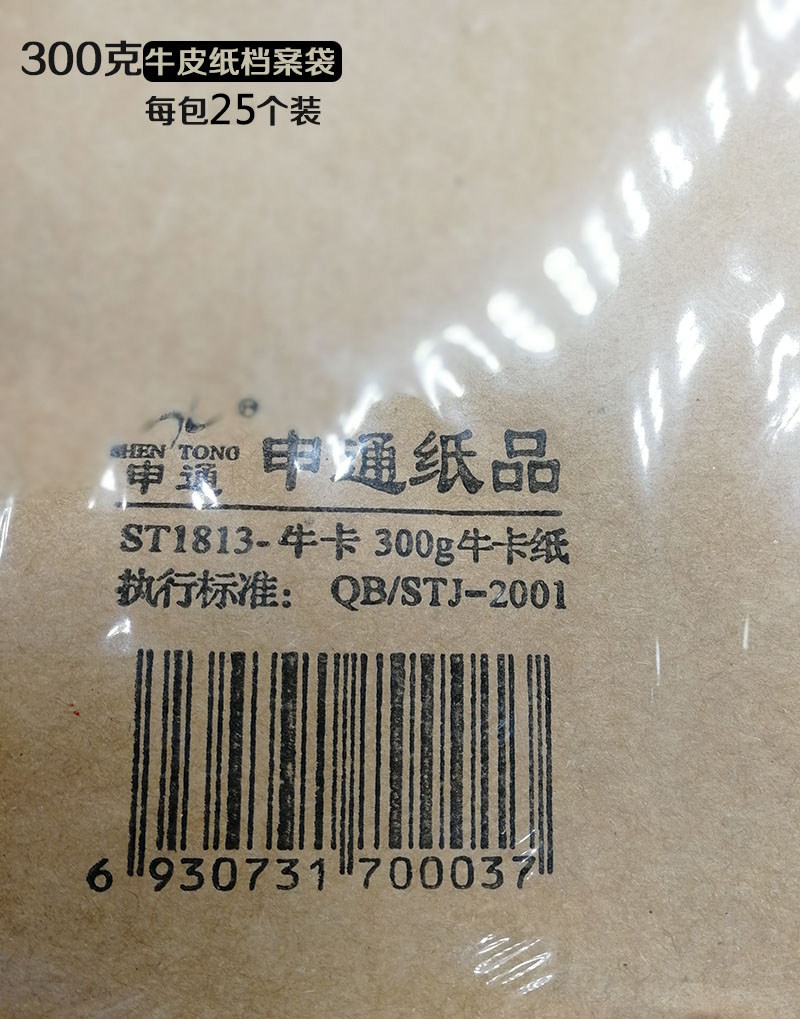 300克牛皮纸档案袋
每包25个装
®
SHEN TONG
申通
申通纸品
ST1813-牛卡 300g牛卡纸
执行标准： QB/STJ-2001
6 930731 700037